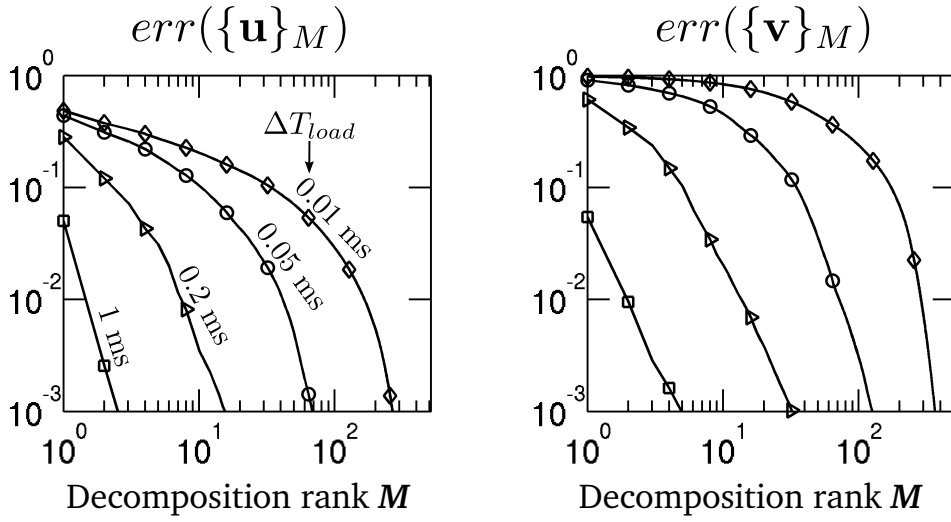 err({u}_M)
err({v}_M)
10^0
10^-1
10^-2
10^-3
ΔT_load
0.01 ms
0.05 ms
0.2 ms
1 ms
10^0
10^1
10^2
Decomposition rank M
10^0
10^-1
10^-2
10^-3
10^0
10^1
10^2
Decomposition rank M